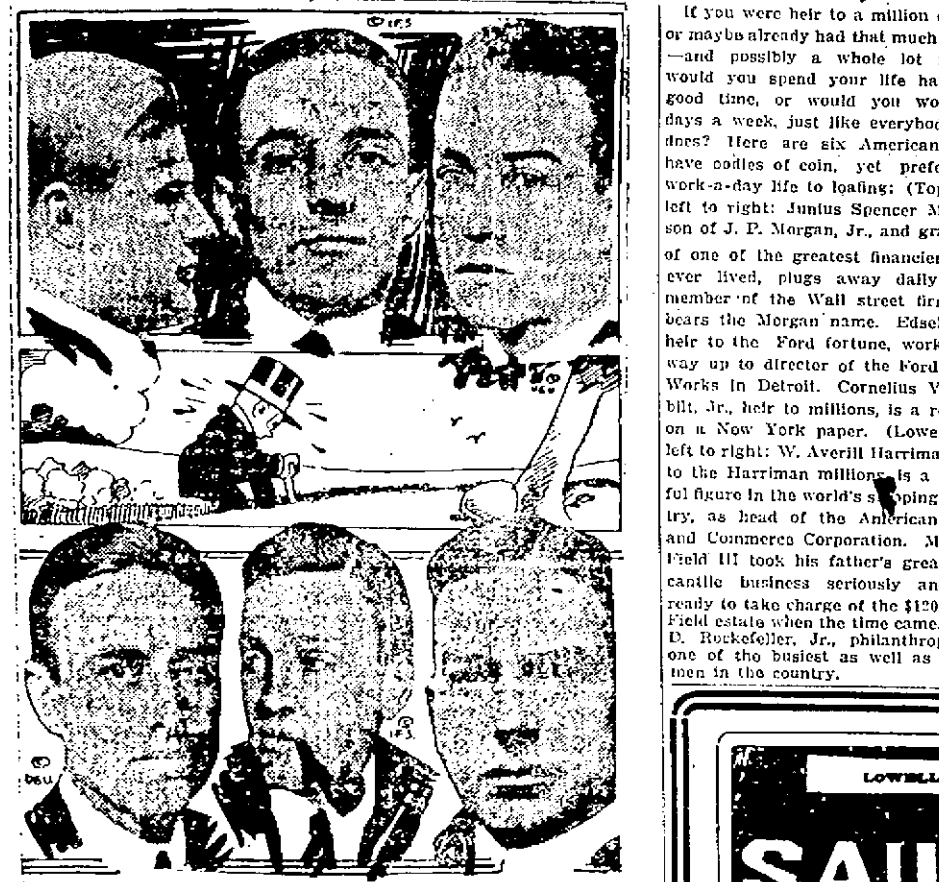 © IFS
If you were heir to a million
or maybe already had that much
—and possibly a whole lot
would you spend your life ha
good time, or would you wo
days a week, just like everybod
does? Here are six American
have oodles of coin, yet prefe
work-a-day life to loafing: (Top
left to right: Junius Spencer M
son of J. P. Morgan, Jr., and gra
of one of the greatest financier
ever lived, plugs away daily
member of the Wall street fir
bears the Morgan name. Edsel
heir to the Ford fortune, work
way up to director of the Ford
Works in Detroit. Cornelius V
bilt, Jr., heir to millions, is a r
on a New York paper. (Lowe
left to right: W. Averill Harrima
to the Harriman millions is a
ful figure in the world's ping
try, as head of the American
and Commerce Corporation. M
Field III took his father's grea
cantile business seriously an
ready to take charge of the $120
Field estate when the time came.
D. Rockefeller, Jr., philanthrop
one of the busiest as well as
men in the country.
©
U&U
© IFS
©
U&U
LOWELL
SAU